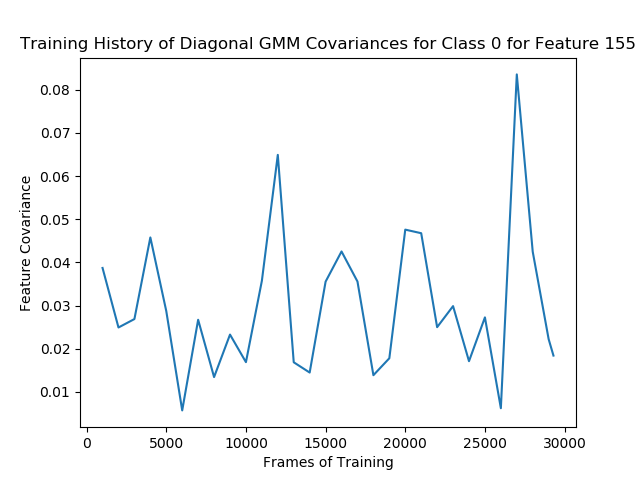 Training History of Diagonal GMM Covariances for Class 0 for Feature 155
0.08
0.07
0.06
0.05
0.04
0.03
0.02
0.01
Feature Covariance
0 5000 10000 15000 20000 25000 30000
Frames of Training